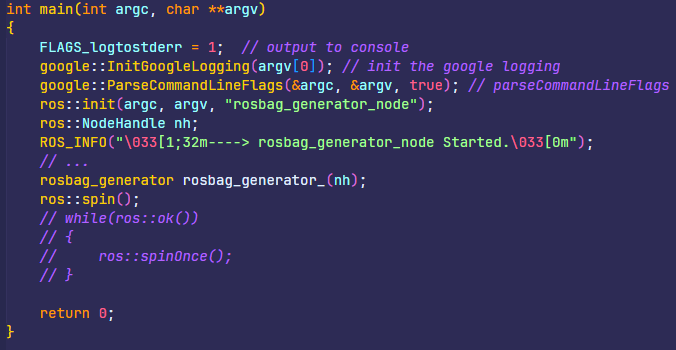 int main(int argc, char **argv)
{
    FLAGS_logtostderr = 1;  // output to console
    google::InitGoogleLogging(argv[0]); // init the google logging
    google::ParseCommandLineFlags(&argc, &argv, true); // parseCommandLineFlags
    ros::init(argc, argv, "rosbag_generator_node");
    ros::NodeHandle nh;
    ROS_INFO("\033[1;32m----> rosbag_generator_node Started.\033[0m");
    // ...
    rosbag_generator rosbag_generator_(nh);
    ros::spin();
    // while(ros::ok())
    // {
    //     ros::spinOnce();
    // }
    return 0;
}